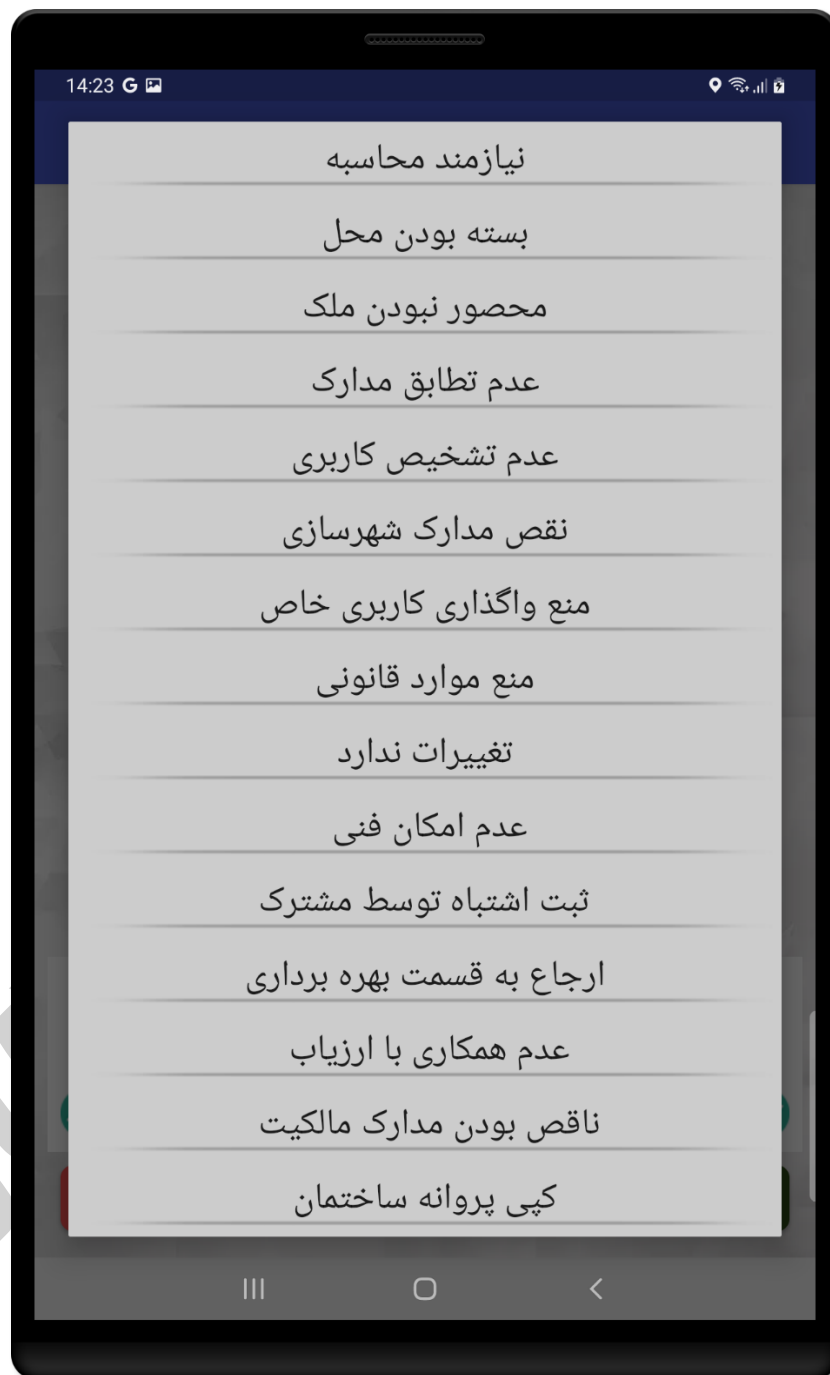 14:23 G
نیازمند محاسبه
بسته بودن محل
محصور نبودن ملک
عدم تطابق مدارک
عدم تشخیص کاربری
نقص مدارک شهرسازی
منع واگذاری کاربری خاص
منع موارد قانونی
تغییرات ندارد
عدم امکان فنی
ثبت اشتباه توسط مشترک
ارجاع به قسمت بهره برداری
عدم همکاری با ارزیاب
ناقص بودن مدارک مالکیت
کپی پروانه ساختمان